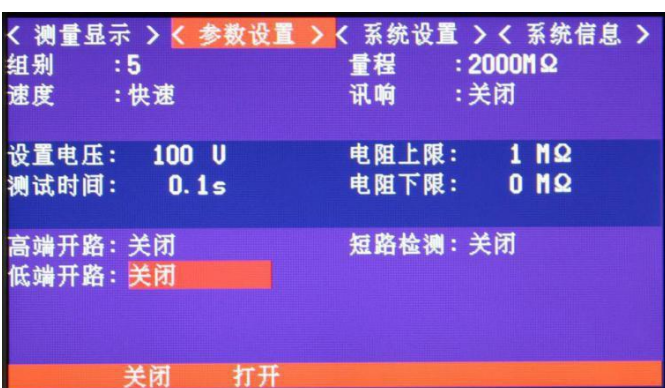 < 测量显示 > < 参数设置 > < 系统设置 > < 系统信息 >
组别 :5 量程 :2000MΩ
速度 :快速 讯响 :关闭
设置电压: 100 V 电阻上限: 1 MΩ
测试时间: 0.1s 电阻下限: 0 MΩ
高端开路: 关闭 短路检测: 关闭
低端开路: 关闭
关闭 打开